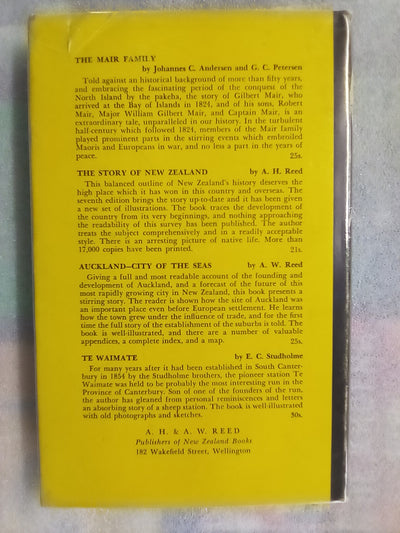 THE MAIR FAMILY
by Johannes C. Andersen and G. C. Petersen
Told against an historical background of more than fifty years,
and embracing the fascinating period of the conquest of the
North Island by the pakeha, the story of Gilbert Mair, who
arrived at the Bay of Islands in 1824, and of his sons, Robert
Mair, Major William Gilbert Mair, and Captain Mair, is an
extraordinary tale, unparalleled in our history. In the turbulent
half-century which followed 1824, members of the Mair family
played prominent parts in the stirring events which embroiled
Maoris and Europeans in war, and no less a part in the years of
peace. 25s.
THE STORY OF NEW ZEALAND by A. H. Reed
This balanced outline of New Zealand's history deserves the
high place which it has won in this country and overseas. The
seventh edition brings the story up-to-date and it has been given
a new set of illustrations. The book traces the development of
the country from its very beginnings, and nothing approaching
the readability of this survey has been published. The author
treats the subject comprehensively and in a readily acceptable
style. There is an arresting picture of native life. More than
17,000 copies have been printed. 21s.
AUCKLAND—CITY OF THE SEAS by A. W. Reed
Giving a full and most readable account of the founding and
development of Auckland, and a forecast of the future of this
most rapidly growing city in New Zealand, this book presents a
stirring story. The reader is shown how the site of Auckland was
an important place even before European settlement. He learns
how the town grew under the influence of trade, and for the first
time the full story of the establishment of the suburbs is told. The
book is well-illustrated, and there are a number of valuable
appendices, a complete index, and a map. 25s.
TE WAIMATE by E. C. Studholme
For many years after it had been established in South Canter-
bury in 1854 by the Studholme brothers, the pioneer station Te
Waimate was held to be probably the most interesting run in the
Province of Canterbury. Son of one of the founders of the run,
the author has gleaned from personal reminiscences and letters
an absorbing story of a sheep station. The book is well-illustrated
with old photographs and sketches. 30s.
A. H. & A. W. REED
Publishers of New Zealand Books
182 Wakefield Street, Wellington